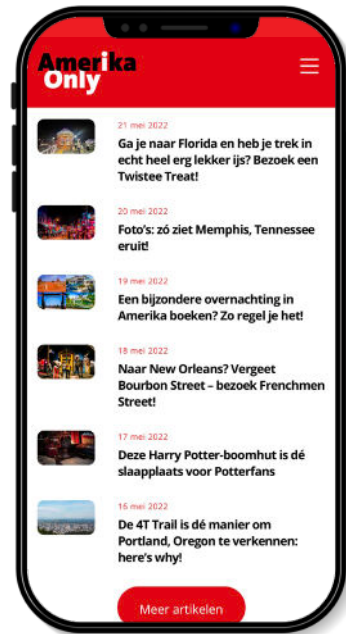 Amerika
Only
21 mei 2022
Ga je naar Florida en heb je trek in
echt heel erg lekker ijs? Bezoek een
Twistee Treat!
20 mei 2022
Foto's: zó ziet Memphis, Tennessee
eruit!
19 mei 2022
Een bijzondere overnachting in
Amerika boeken? Zo regel je het!
18 mei 2022
Naar New Orleans? Vergeet
Bourbon Street – bezoek Frenchmen
Street!
17 mei 2022
Deze Harry Potter-boomhut is dé
slaapplaats voor Potterfans
16 mei 2022
De 4T Trail is dé manier om
Portland, Oregon te verkennen:
here's why!
Meer artikelen